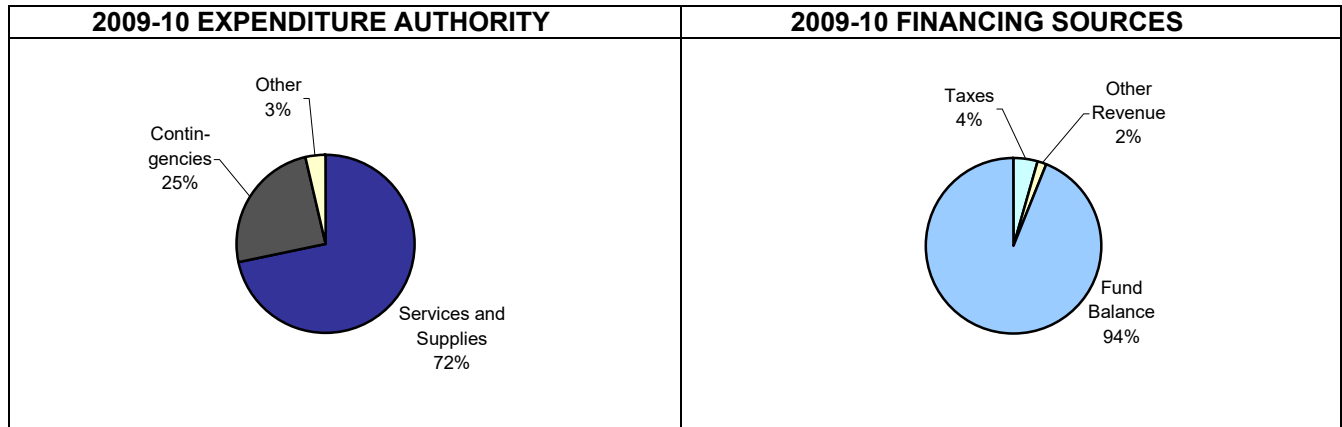 2009-10 EXPENDITURE AUTHORITY
Other
3%
Contin-
gencies
25%
Services and
Supplies
72%
2009-10 FINANCING SOURCES
Taxes
4%
Other
Revenue
2%
Fund
Balance
94%